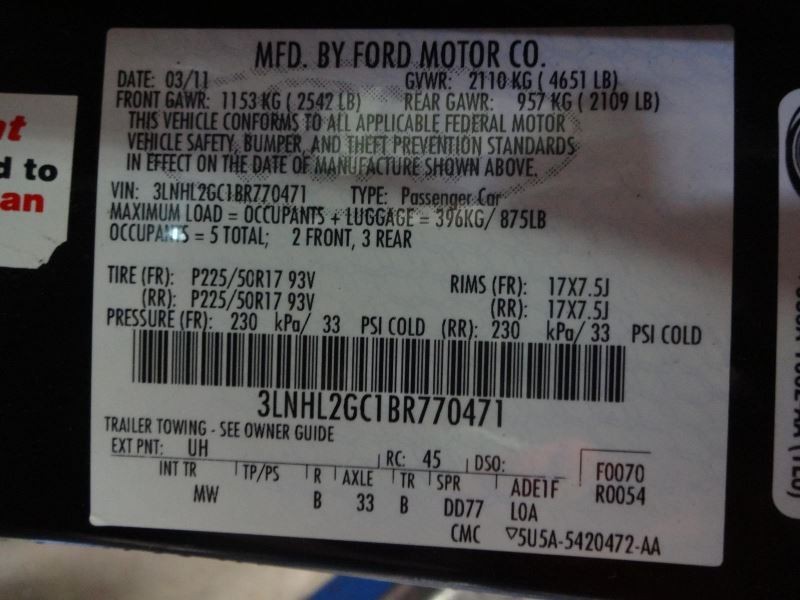 MFD. BY FORD MOTOR CO.
DATE: 03/11 GVWR: 2110 KG ( 4651 LB)
FRONT GAWR: 1153 KG ( 2542 LB) REAR GAWR: 957 KG ( 2109 LB)
THIS VEHICLE CONFORMS TO ALL APPLICABLE FEDERAL MOTOR
VEHICLE SAFETY, BUMPER, AND THEFT PREVENTION STANDARDS
IN EFFECT ON THE DATE OF MANUFACTURE SHOWN ABOVE.
VIN: 3LNHL2GC1BR770471 TYPE: Passenger Car
MAXIMUM LOAD = OCCUPANTS + LUGGAGE = 396KG/ 875LB
OCCUPANTS = 5 TOTAL; 2 FRONT, 3 REAR
TIRE (FR): P225/50R17 93V RIMS (FR): 17X7.5J
(RR): P225/50R17 93V (RR): 17X7.5J
PRESSURE (FR): 230 kPa/ 33 PSI COLD (RR): 230 kPa/ 33 PSI COLD
3LNHL2GC1BR770471
TRAILER TOWING - SEE OWNER GUIDE
EXT PNT: UH RC: 45 DSO: F0070
INT TR TP/PS R AXLE TR SPR ADE1F R0054
MW B 33 B DD77 LOA
CMC ▽5U5A-5420472-AA
nt
d to
an